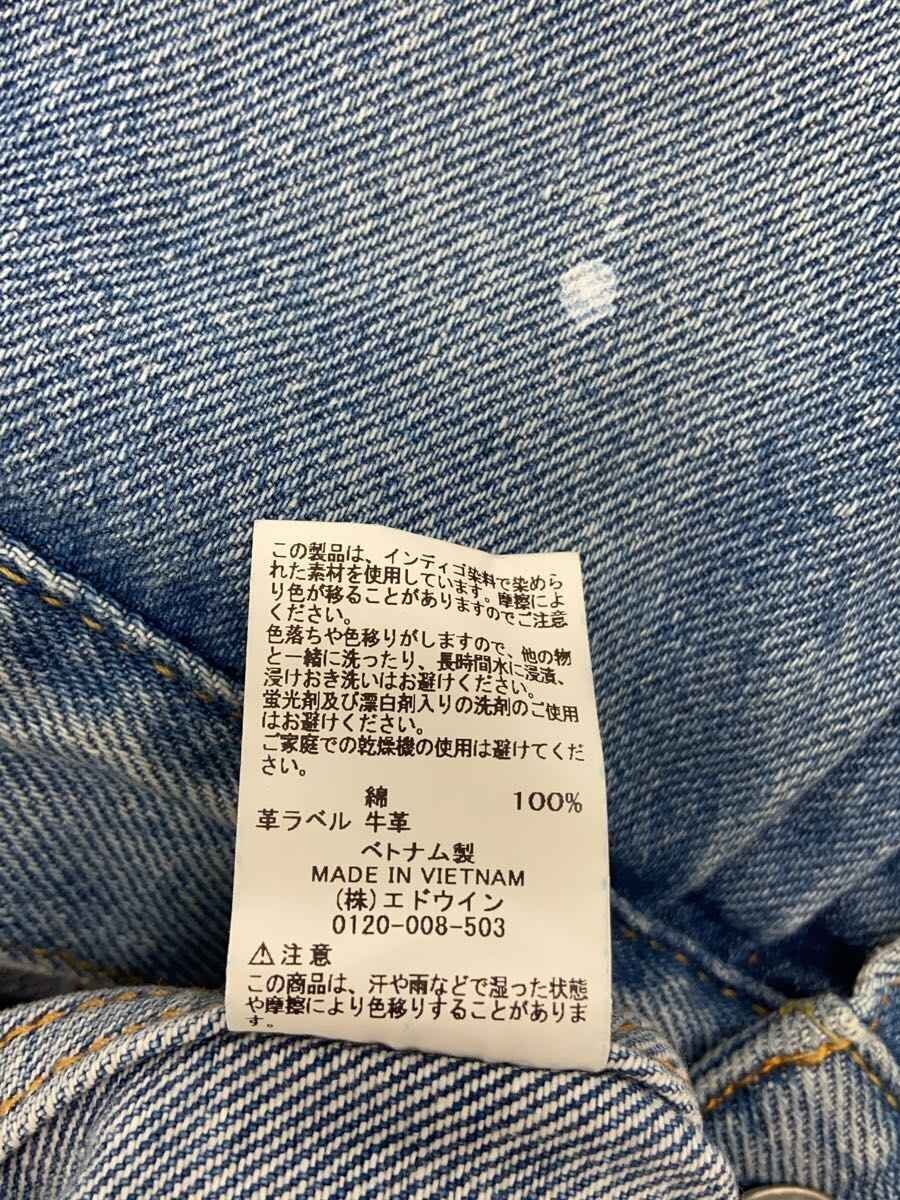 この製品は、インディゴ染料で染めら
れた素材を使用しています。摩擦によ
り色が移ることがありますのでご注意
ください。
色落ちや色移りがしますので、他の物
と一緒に洗ったり、長時間水に浸漬、
浸けおき洗いはお避けください。
蛍光剤及び漂白剤入りの洗剤のご使用
はお避けください。
ご家庭での乾燥機の使用は避けてくだ
さい。
綿 100%
革ラベル 牛革
ベトナム製
MADE IN VIETNAM
(株)エドウイン
0120-008-503
⚠注意
この商品は、汗や雨などで湿った状態
や摩擦により色移りすることがありま
す。